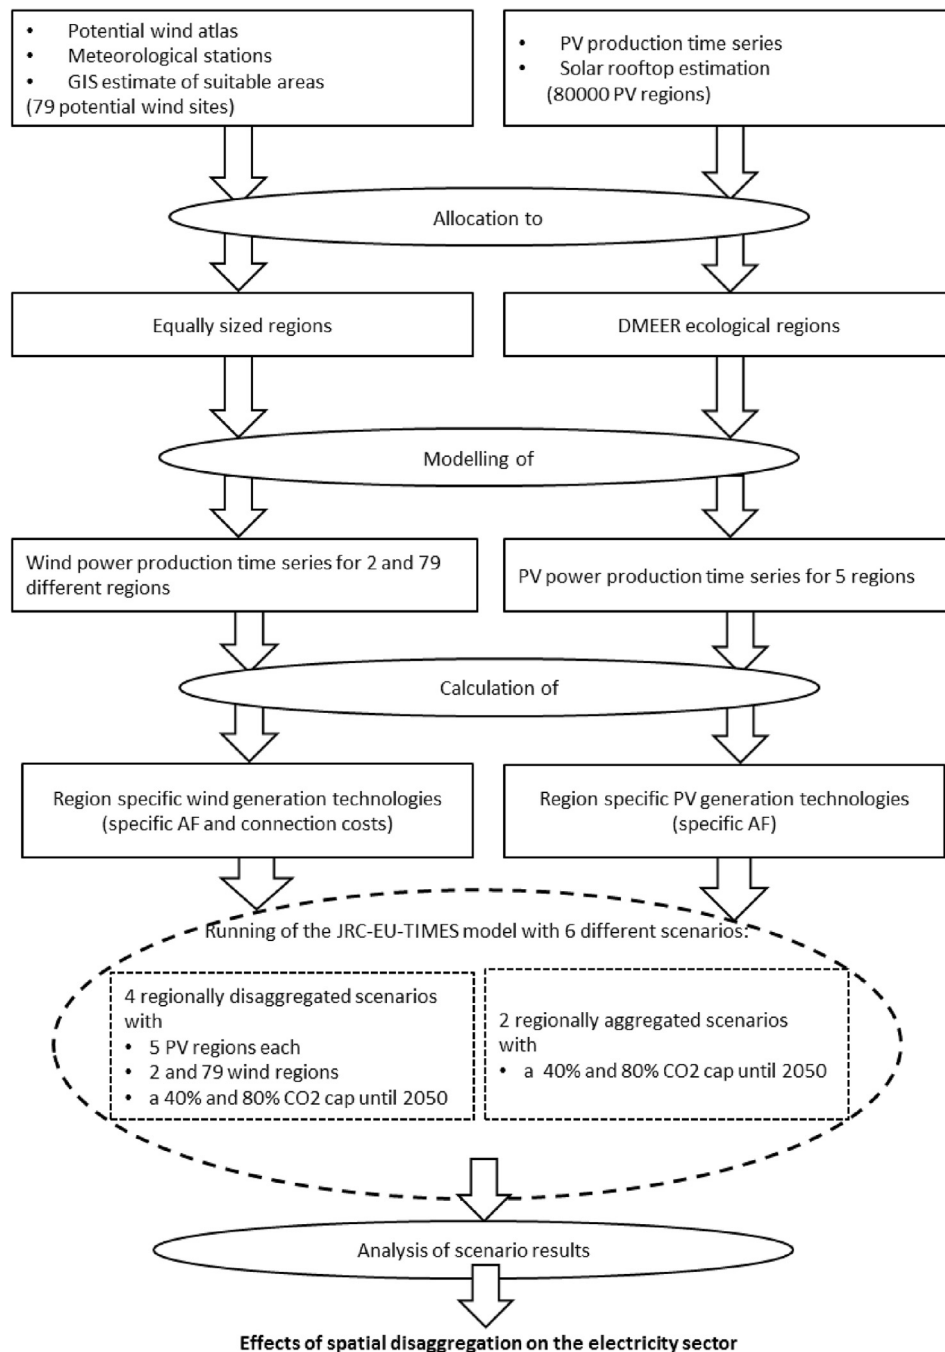 • Potential wind atlas
• Meteorological stations
• GIS estimate of suitable areas
(79 potential wind sites)
• PV production time series
• Solar rooftop estimation
(80000 PV regions)
Allocation to
Equally sized regions
DMEER ecological regions
Modelling of
Wind power production time series for 2 and 79
different regions
PV power production time series for 5 regions
Calculation of
Region specific wind generation technologies
(specific AF and connection costs)
Region specific PV generation technologies
(specific AF)
Running of the JRC-EU-TIMES model with 6 different scenarios:
4 regionally disaggregated scenarios
with
• 5 PV regions each
• 2 and 79 wind regions
• a 40% and 80% CO2 cap until 2050
2 regionally aggregated scenarios
with
• a 40% and 80% CO2 cap until 2050
Analysis of scenario results
Effects of spatial disaggregation on the electricity sector